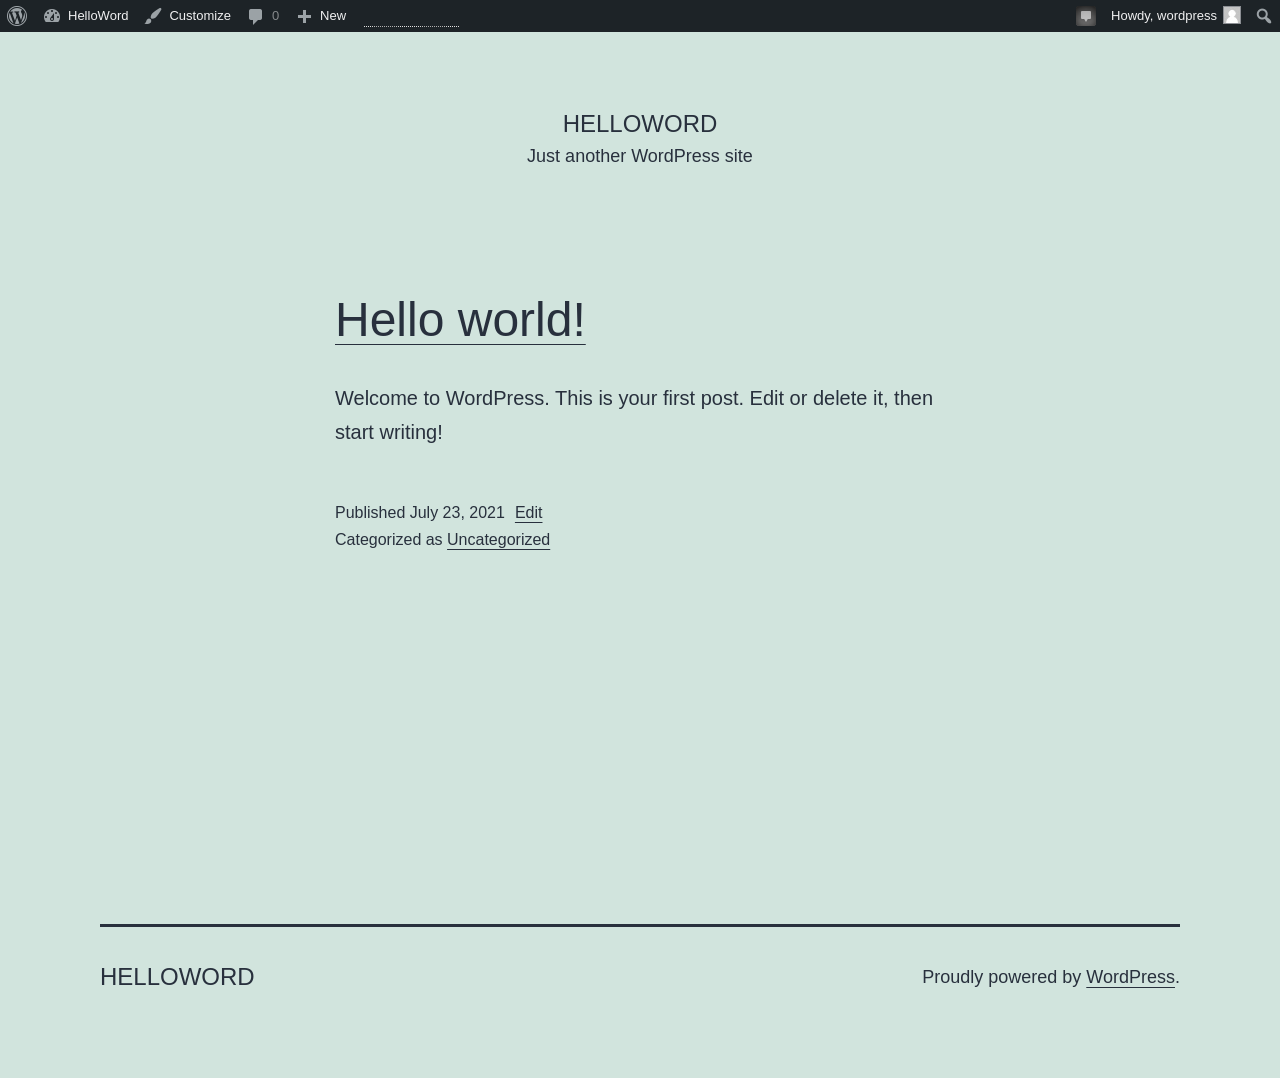 HelloWord Customize 0 New Howdy, wordpress
HELLOWORD
Just another WordPress site
Hello world!
Welcome to WordPress. This is your first post. Edit or delete it, then
start writing!
Published July 23, 2021 Edit
Categorized as Uncategorized
HELLOWORD Proudly powered by WordPress.